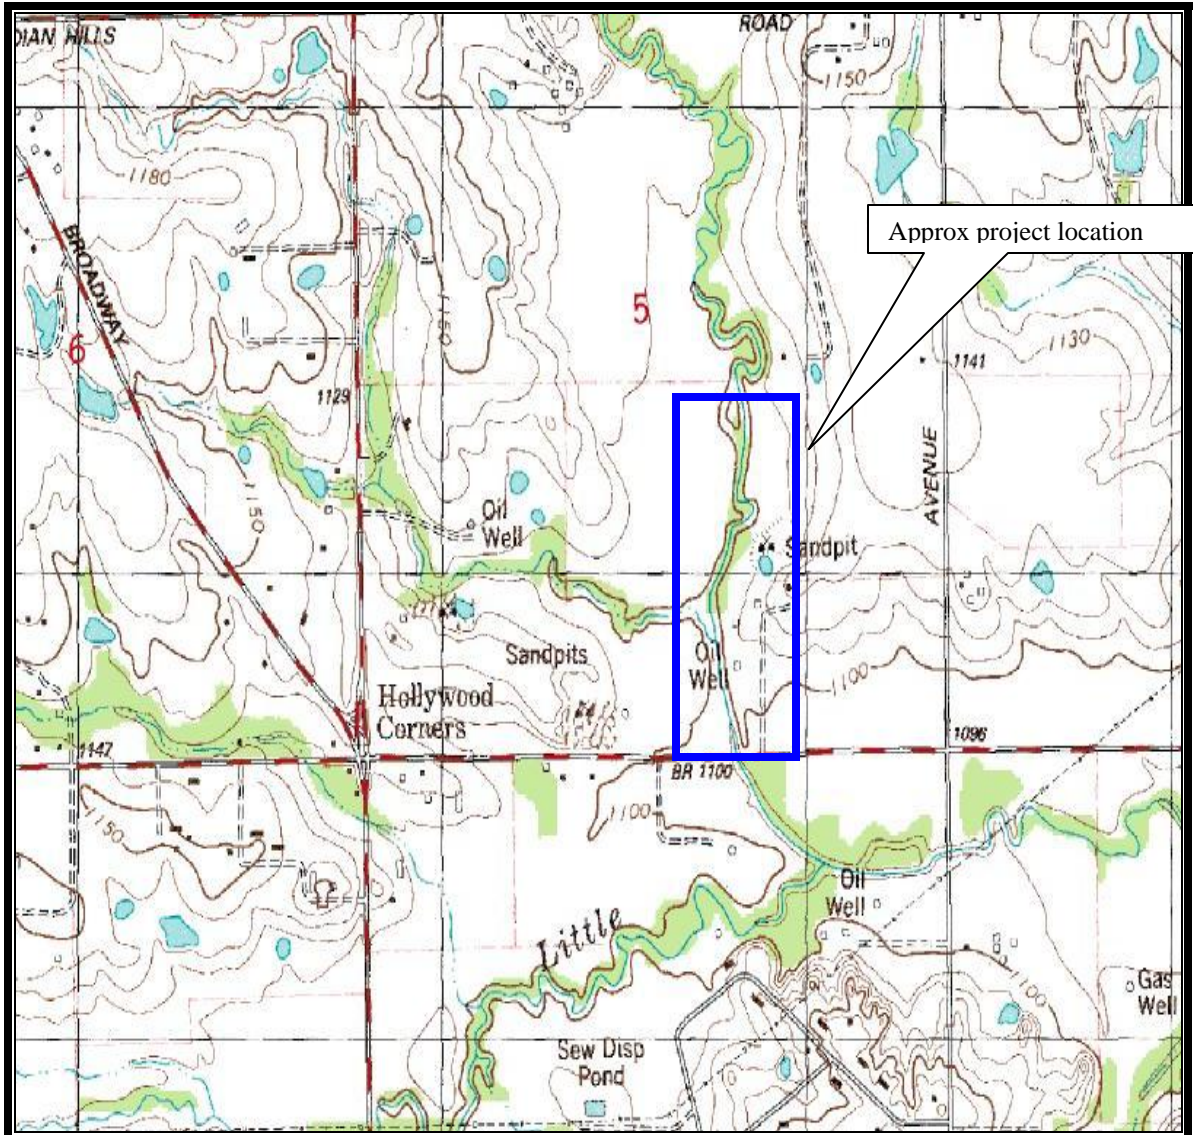 DIAN HILLS
ROAD
1150
1180
Approx project location
BROADWAY
5
1150
6
1130
1141
1129
AVENUE
1150
Oil
Well
Sandpit
Sandpits
Oil
Well
1100
Hollywood
Corners
1147
1096
BR 1100
1150
1100
Oil
Well
Little
1100
Gas
Well
Sew Disp
Pond